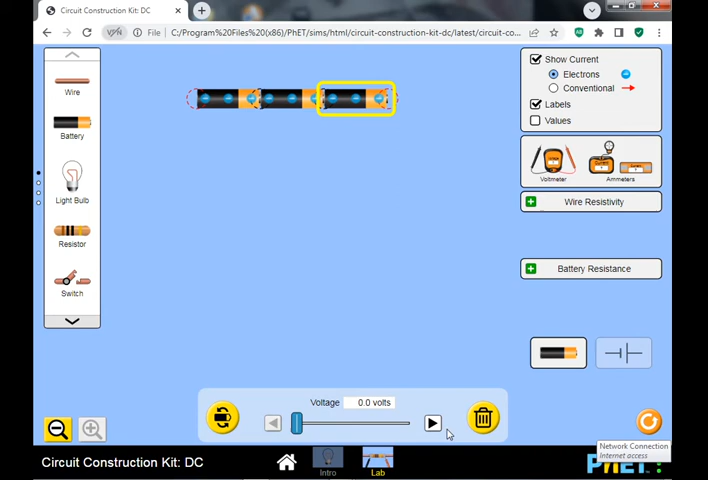 Circuit Construction Kit: DC
File
C:/Program%20Files%20(x86)/PhET/sims/html/circuit-construction-kit-dc/latest/circuit-co...
Wire
Battery
Light Bulb
Resistor
Switch
Show Current
Electrons
Conventional
Labels
Values
Voltmeter
Ammeters
Wire Resistivity
Battery Resistance
Voltage 0.0 volts
Network Connection
Internet access
Circuit Construction Kit: DC
Intro
Lab
PhET